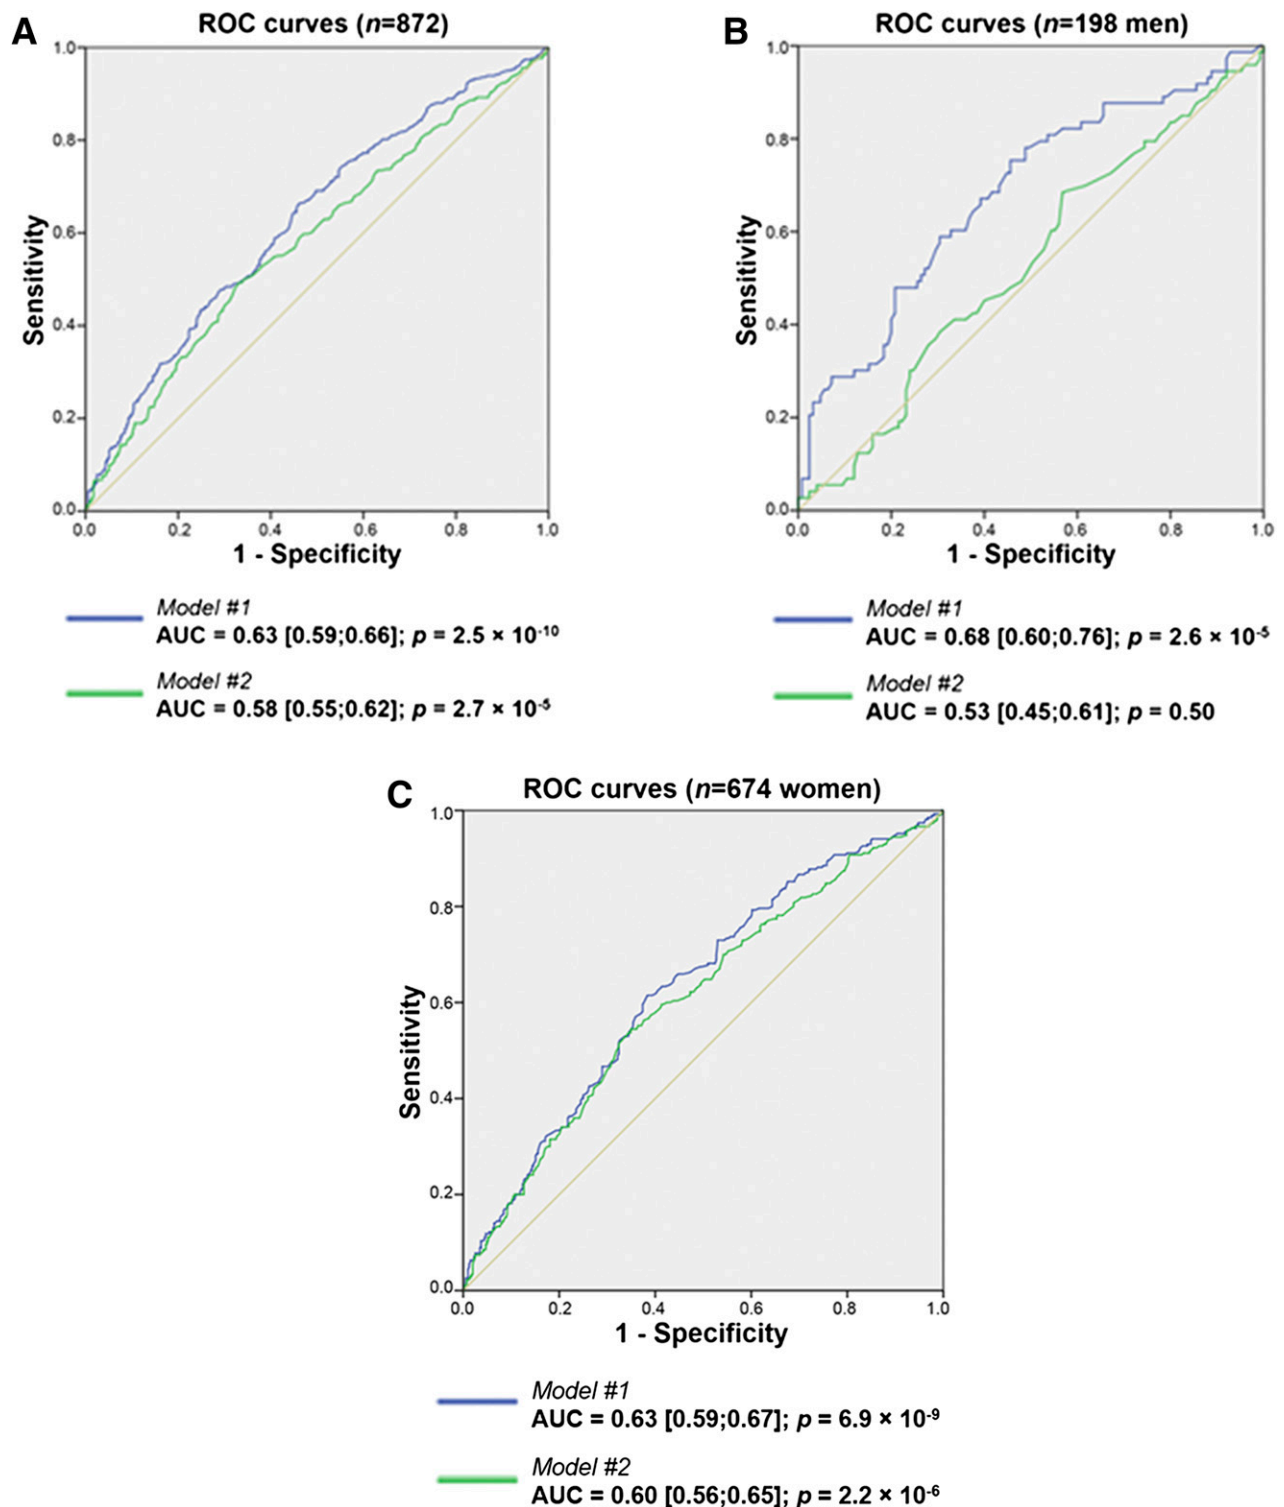 A
ROC curves (n=872)
Sensitivity
1.0
0.8
0.6
0.4
0.2
0.0
0.0 0.2 0.4 0.6 0.8 1.0
1 - Specificity
Model #1
AUC = 0.63 [0.59;0.66]; p = 2.5 × 10⁻¹⁰
Model #2
AUC = 0.58 [0.55;0.62]; p = 2.7 × 10⁻⁵
B
ROC curves (n=198 men)
Sensitivity
1.0
0.8
0.6
0.4
0.2
0.0
0.0 0.2 0.4 0.6 0.8 1.0
1 - Specificity
Model #1
AUC = 0.68 [0.60;0.76]; p = 2.6 × 10⁻⁵
Model #2
AUC = 0.53 [0.45;0.61]; p = 0.50
C
ROC curves (n=674 women)
Sensitivity
1.0
0.8
0.6
0.4
0.2
0.0
0.0 0.2 0.4 0.6 0.8 1.0
1 - Specificity
Model #1
AUC = 0.63 [0.59;0.67]; p = 6.9 × 10⁻⁹
Model #2
AUC = 0.60 [0.56;0.65]; p = 2.2 × 10⁻⁶